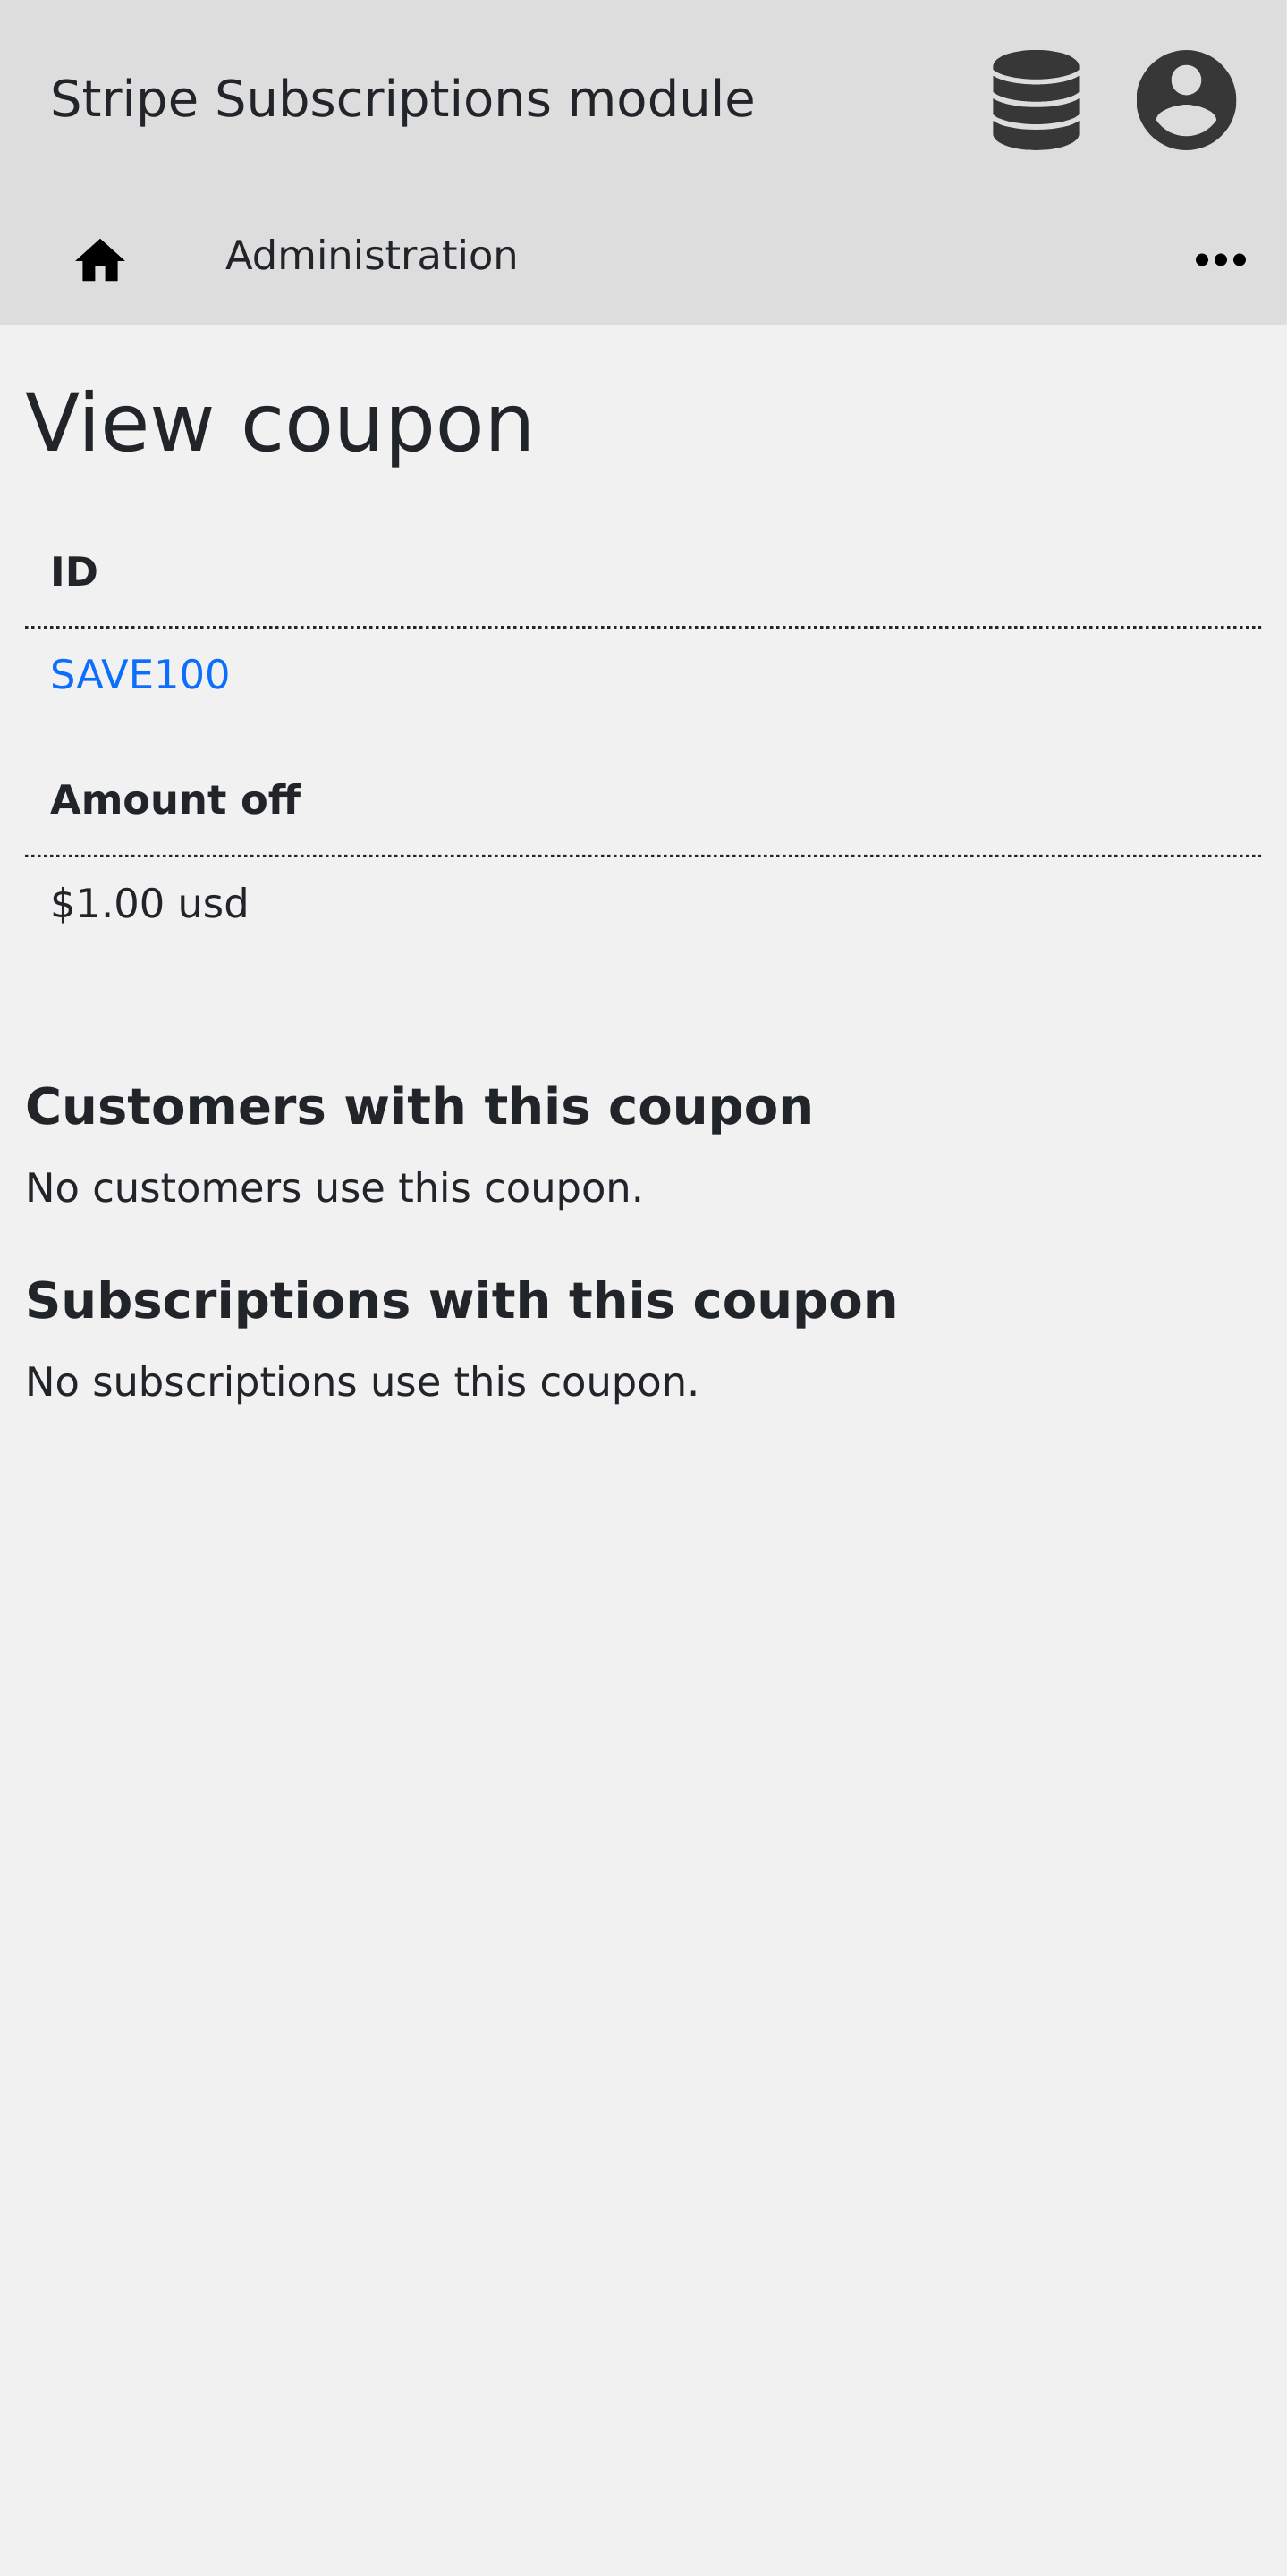 Stripe Subscriptions module
Administration
View coupon
ID
SAVE100
Amount off
$1.00 usd
Customers with this coupon
No customers use this coupon.
Subscriptions with this coupon
No subscriptions use this coupon.